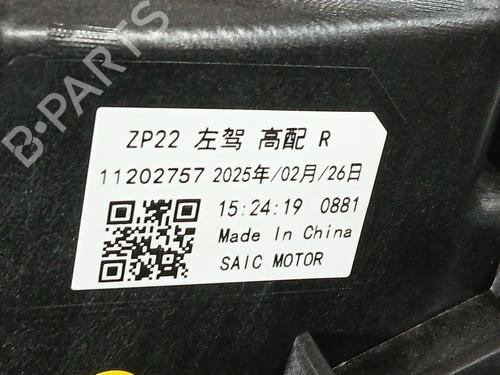 B-PARTS
ZP22 左驾 高配 R
11202757 2025年/02月/26日
15:24:19 0881
Made In China
SAIC MOTOR